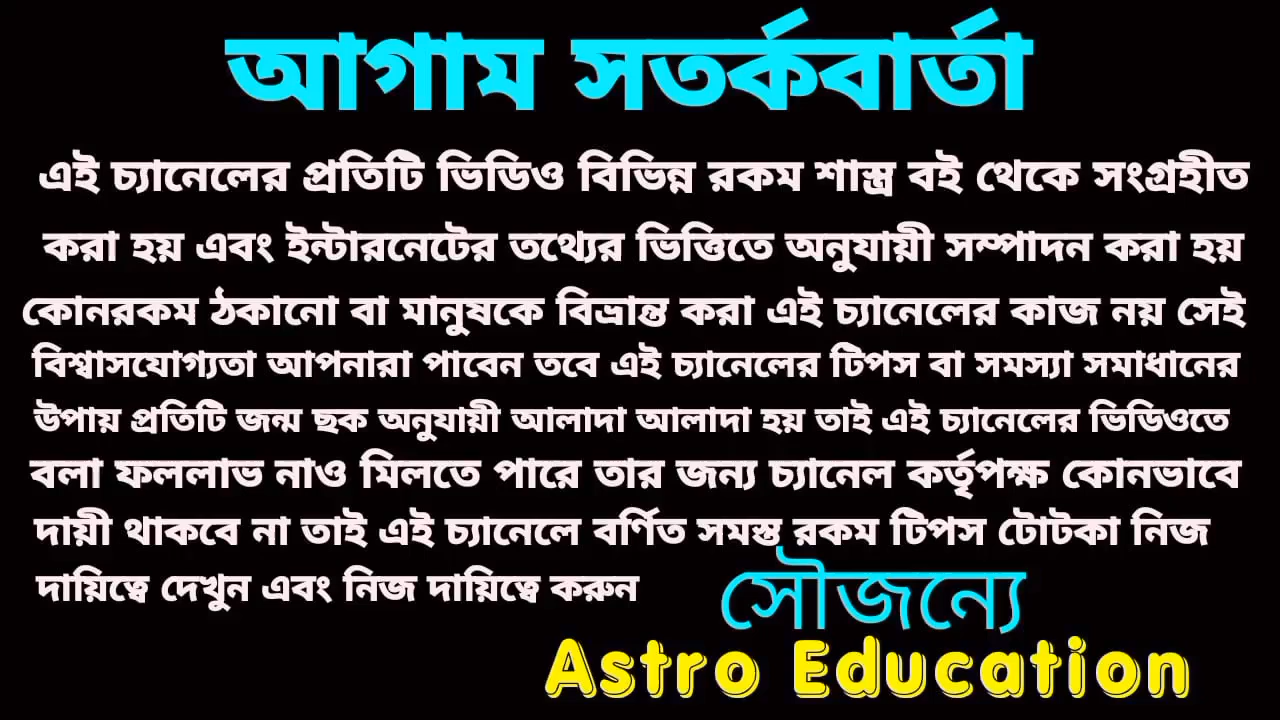 আগাম সতর্কবার্তা
এই চ্যানেলের প্রতিটি ভিডিও বিভিন্ন রকম শাস্ত্র বই থেকে সংগ্রহীত
করা হয় এবং ইন্টারনেটের তথ্যের ভিত্তিতে অনুযায়ী সম্পাদন করা হয়
কোনরকম ঠকানো বা মানুষকে বিভ্রান্ত করা এই চ্যানেলের কাজ নয় সেই
বিশ্বাসযোগ্যতা আপনারা পাবেন তবে এই চ্যানেলের টিপস বা সমস্যা সমাধানের
উপায় প্রতিটি জন্ম ছক অনুযায়ী আলাদা আলাদা হয় তাই এই চ্যানেলের ভিডিওতে
বলা ফললাভ নাও মিলতে পারে তার জন্য চ্যানেল কর্তৃপক্ষ কোনভাবে
দায়ী থাকবে না তাই এই চ্যানেলে বর্ণিত সমস্ত রকম টিপস টোটকা নিজ
দায়িত্বে দেখুন এবং নিজ দায়িত্বে করুন
সৌজন্যে
Astro Education